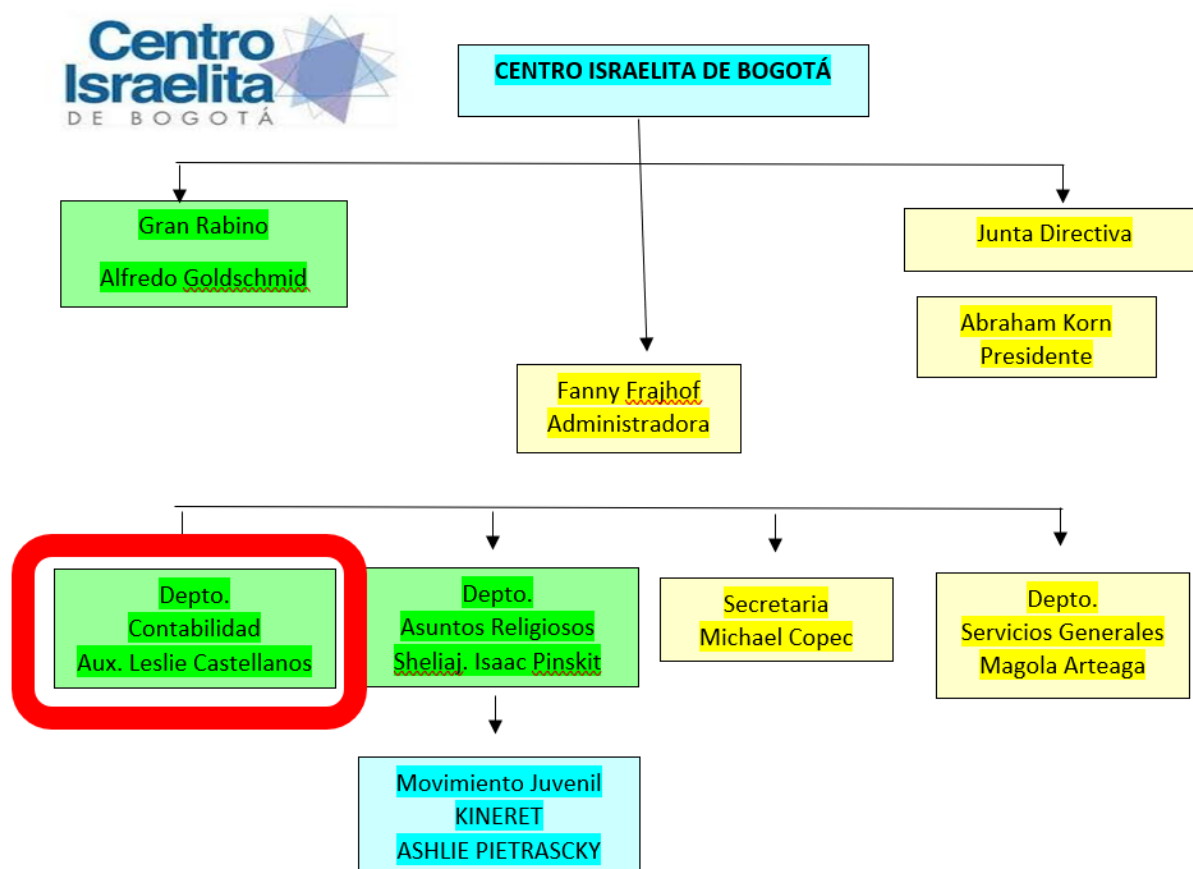 Centro
Israelita
DE BOGOTÁ
CENTRO ISRAELITA DE BOGOTÁ
Gran Rabino
Alfredo Goldschmid
Junta Directiva
Abraham Korn
Presidente
Fanny Frajhof
Administradora
Depto.
Contabilidad
Aux. Leslie Castellanos
Depto.
Asuntos Religiosos
Sheliaj. Isaac Pinskit
Secretaria
Michael Copec
Depto.
Servicios Generales
Magola Arteaga
Movimiento Juvenil
KINERET
ASHLIE PIETRASCKY